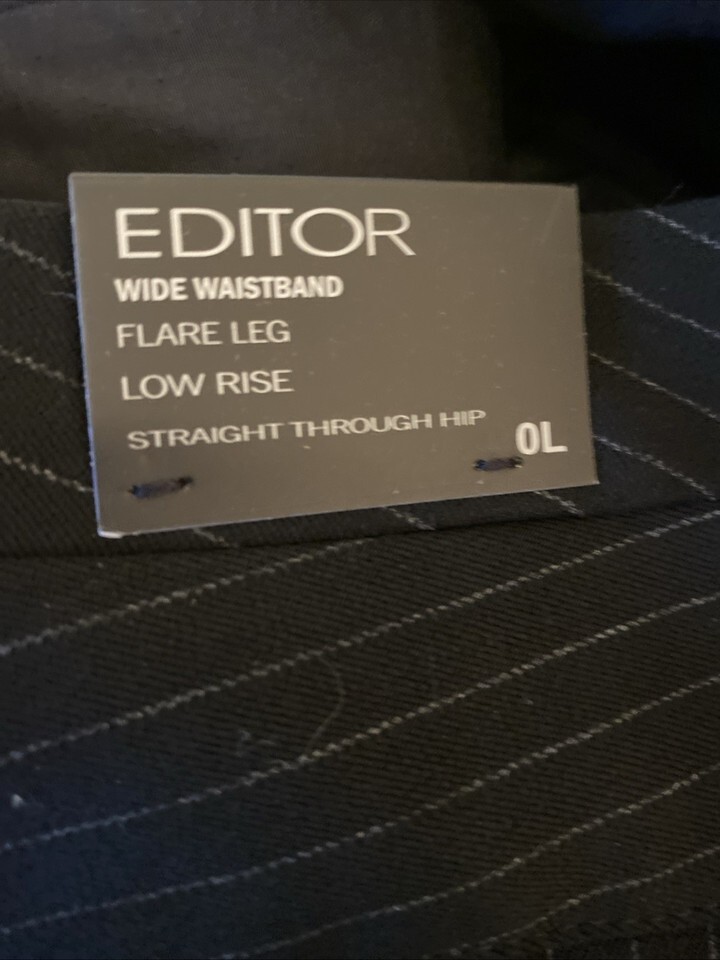 EDITOR
WIDE WAISTBAND
FLARE LEG
LOW RISE
STRAIGHT THROUGH HIP
0L